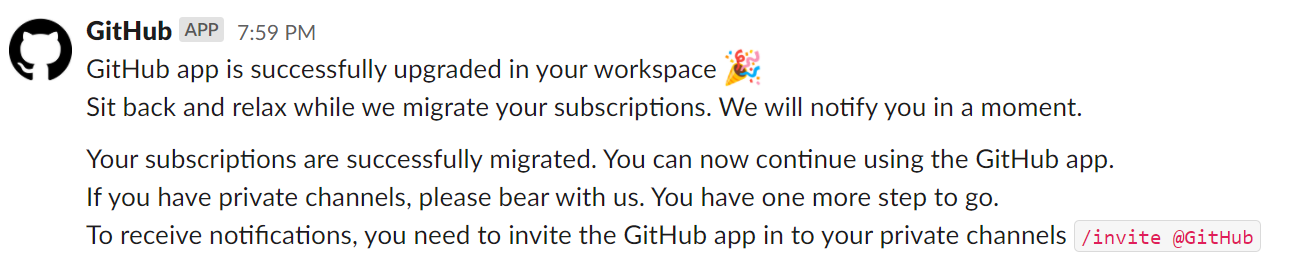 GitHub APP 7:59 PM
GitHub app is successfully upgraded in your workspace 🎉
Sit back and relax while we migrate your subscriptions. We will notify you in a moment.
Your subscriptions are successfully migrated. You can now continue using the GitHub app.
If you have private channels, please bear with us. You have one more step to go.
To receive notifications, you need to invite the GitHub app in to your private channels /invite @GitHub